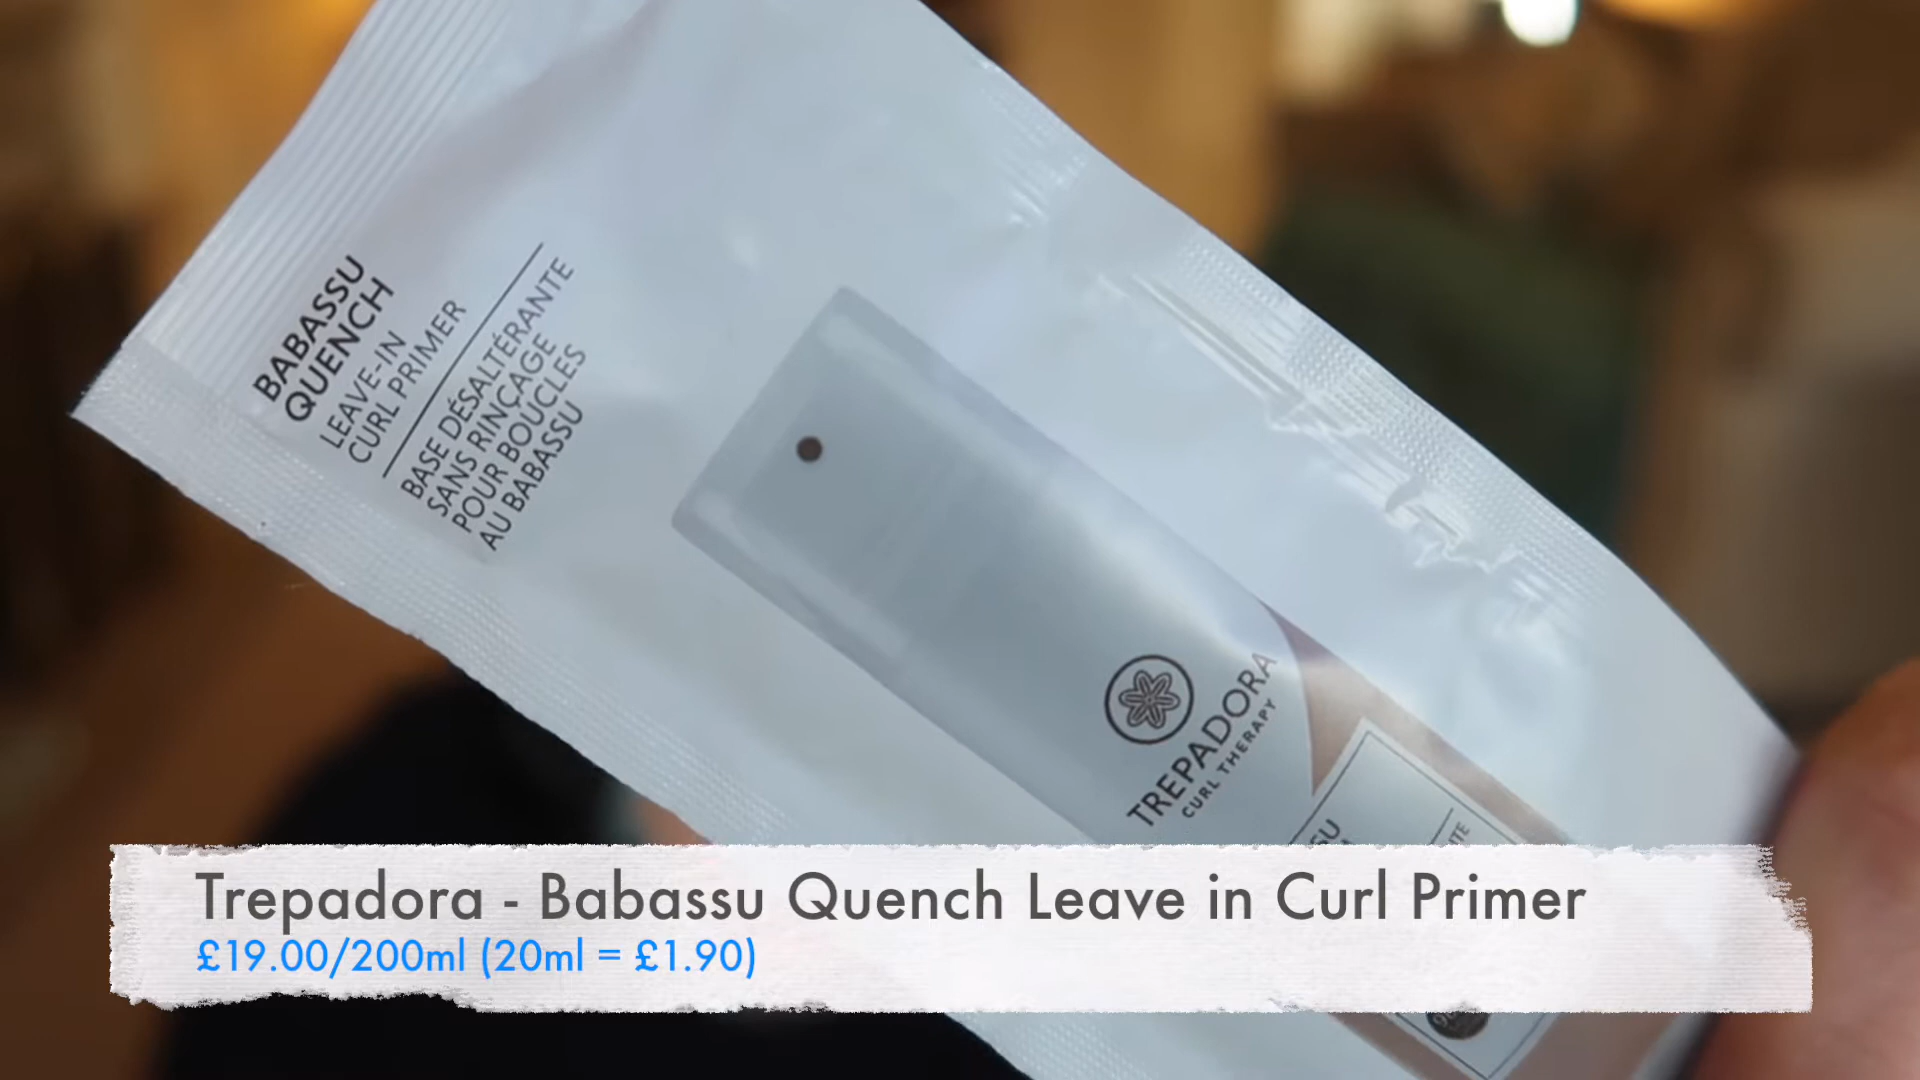 BABASSU
QUENCH
LEAVE-IN
CURL PRIMER
BASE DÉSALTÉRANTE
SANS RINÇAGE
POUR BOUCLES
AU BABASSU
TREPADORA
CURL THERAPY
Trepadora - Babassu Quench Leave in Curl Primer
£19.00/200ml (20ml = £1.90)